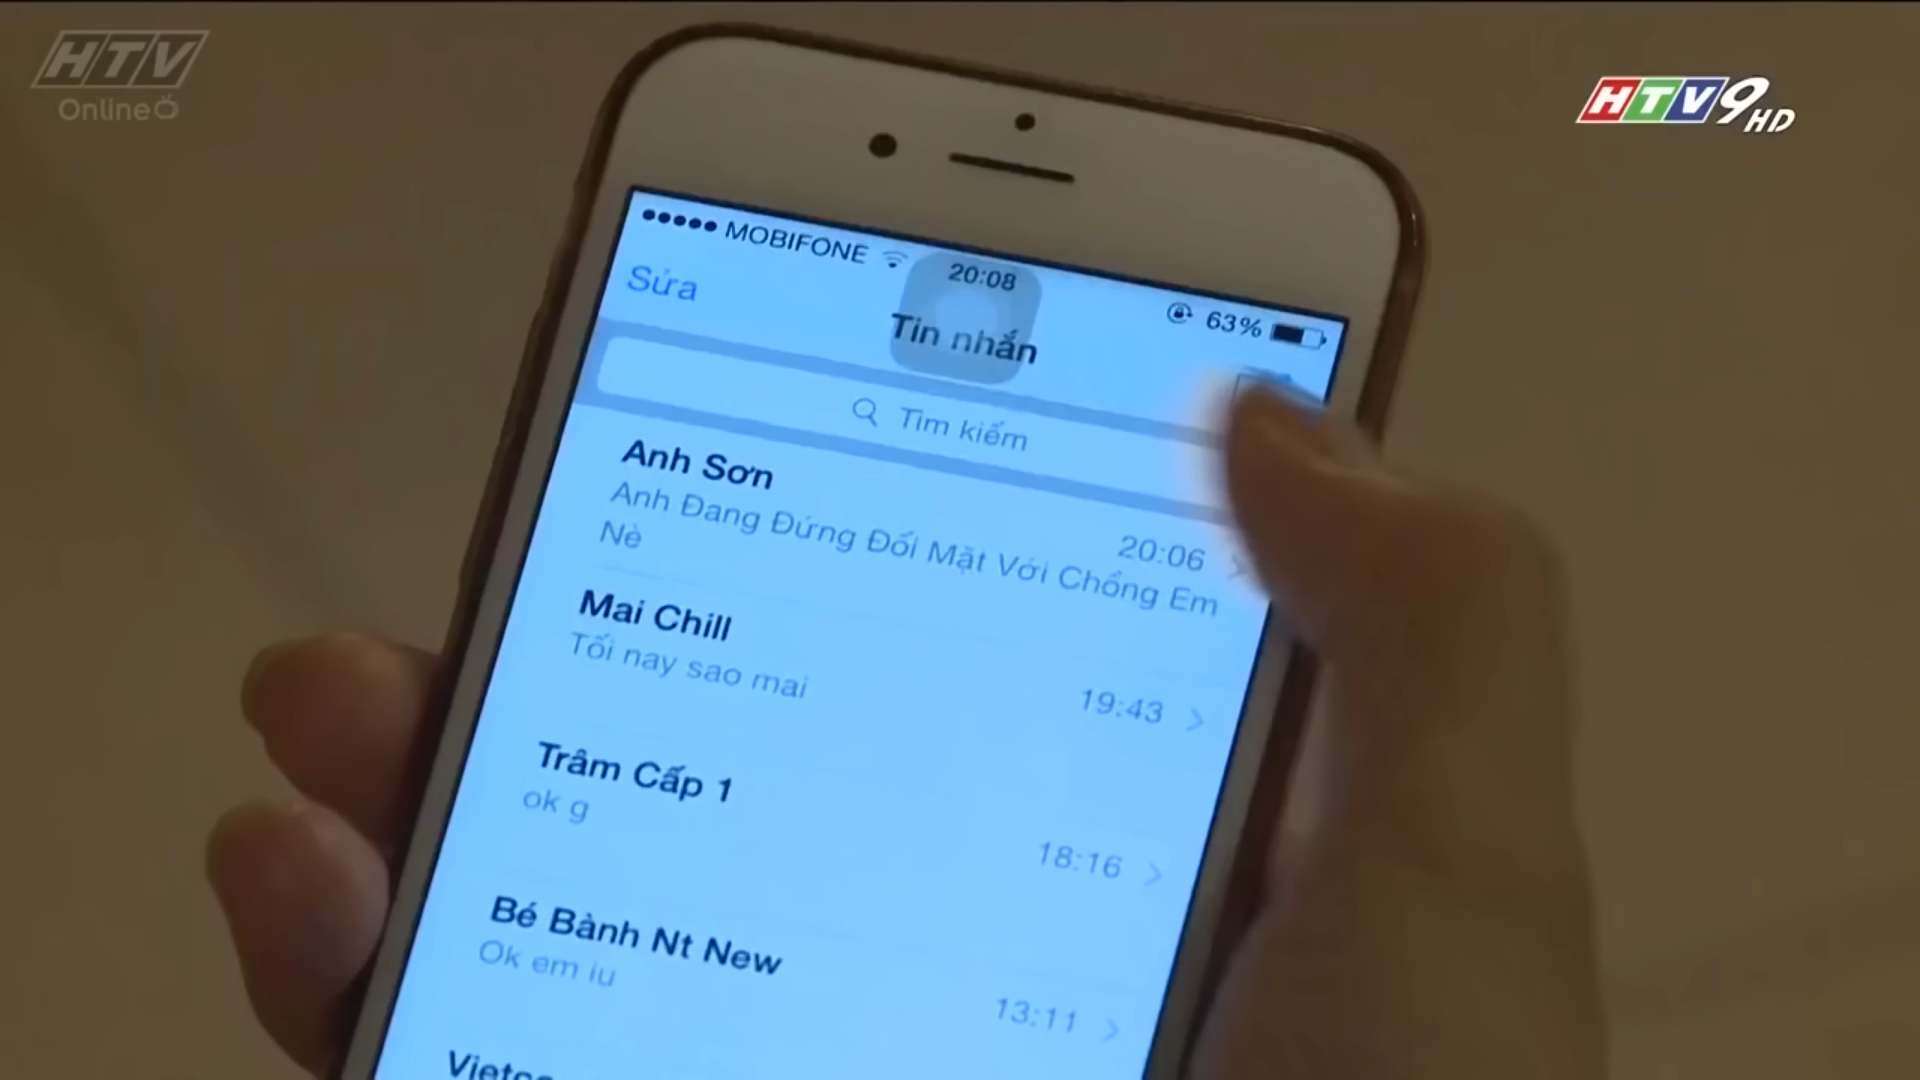 HTV
Online
HTV9
HD
MOBIFONE
20:08
63%
Sửa
Tin nhắn
Tìm kiếm
Anh Sơn
20:06
Anh Đang Đứng Đối Mặt Với Chồng Em
Nè
Mai Chill
Tối nay sao mai
19:43
Trâm Cấp 1
ok g
18:16
Bé Bành Nt New
Ok em iu
13:11